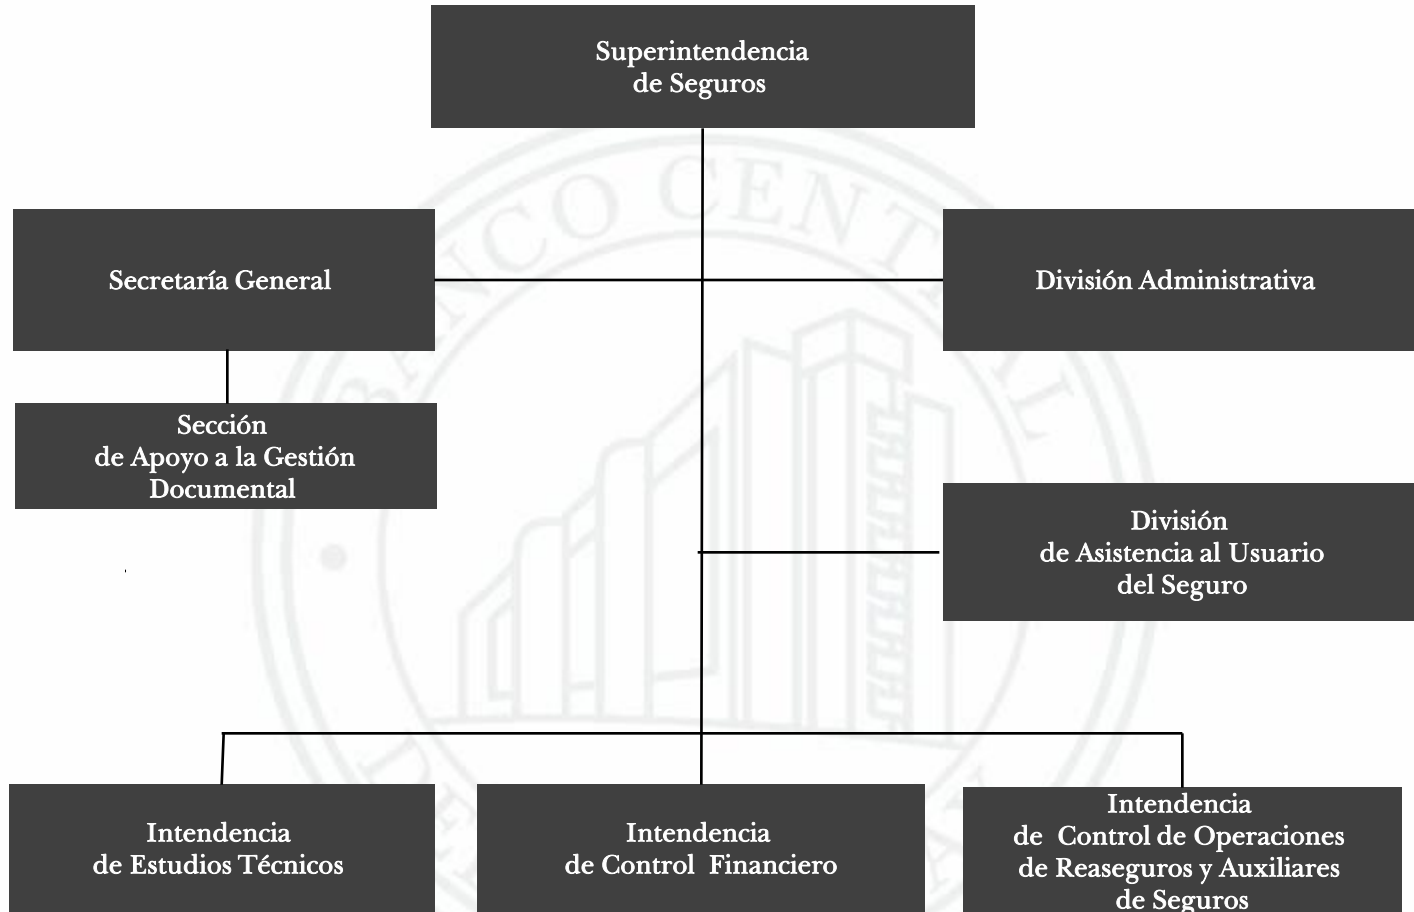 Superintendencia
de Seguros
BANCO CENTRAL
Secretaría General
División Administrativa
Sección
de Apoyo a la Gestión
Documental
División
de Asistencia al Usuario
del Seguro
Intendencia
de Estudios Técnicos
Intendencia
de Control Financiero
Intendencia
de Control de Operaciones
de Reaseguros y Auxiliares
de Seguros